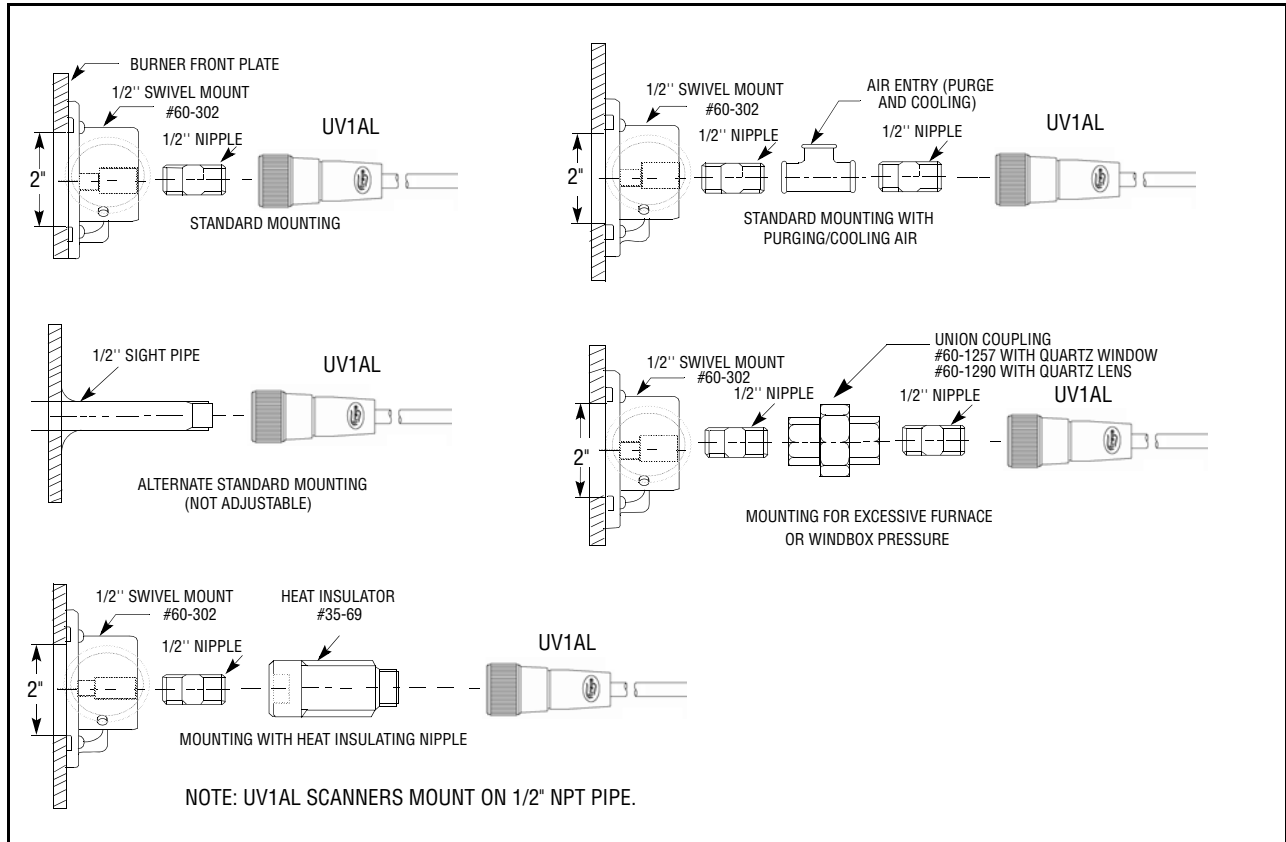 BURNER FRONT PLATE
1/2'' SWIVEL MOUNT
#60-302
1/2'' NIPPLE
UV1AL
2"
STANDARD MOUNTING
1/2'' SWIVEL MOUNT
#60-302
AIR ENTRY (PURGE
AND COOLING)
1/2'' NIPPLE
1/2'' NIPPLE
UV1AL
2"
STANDARD MOUNTING WITH
PURGING/COOLING AIR
1/2'' SIGHT PIPE
UV1AL
ALTERNATE STANDARD MOUNTING
(NOT ADJUSTABLE)
1/2'' SWIVEL MOUNT
#60-302
1/2'' NIPPLE
UNION COUPLING
#60-1257 WITH QUARTZ WINDOW
#60-1290 WITH QUARTZ LENS
1/2'' NIPPLE
UV1AL
2"
MOUNTING FOR EXCESSIVE FURNACE
OR WINDBOX PRESSURE
1/2'' SWIVEL MOUNT
#60-302
1/2'' NIPPLE
HEAT INSULATOR
#35-69
UV1AL
2"
MOUNTING WITH HEAT INSULATING NIPPLE
NOTE: UV1AL SCANNERS MOUNT ON 1/2" NPT PIPE.